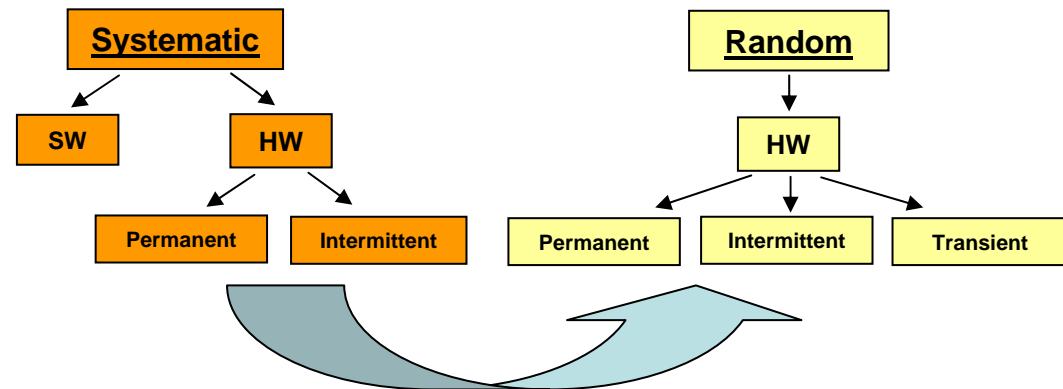 Systematic
Random
SW
HW
HW
Permanent
Intermittent
Permanent
Intermittent
Transient